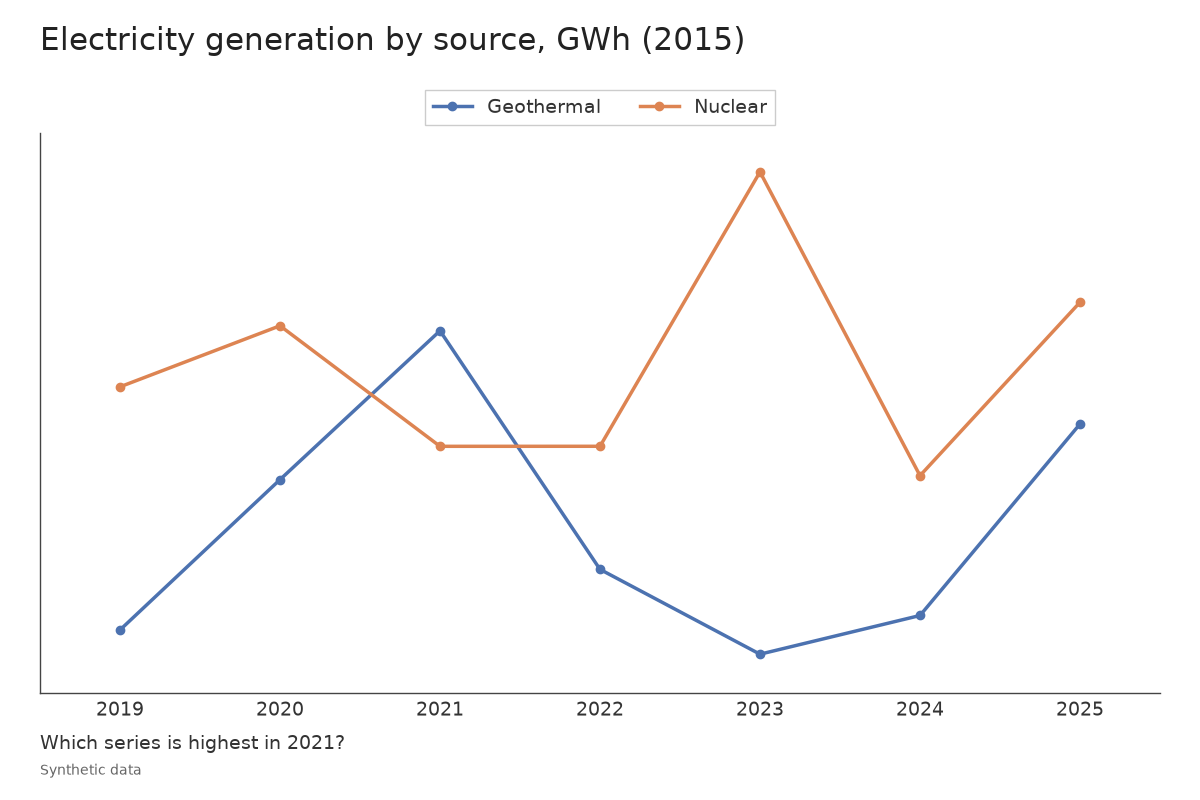 Electricity generation by source, GWh (2015)
Geothermal Nuclear
2019 2020 2021 2022 2023 2024 2025
Which series is highest in 2021?
Synthetic data